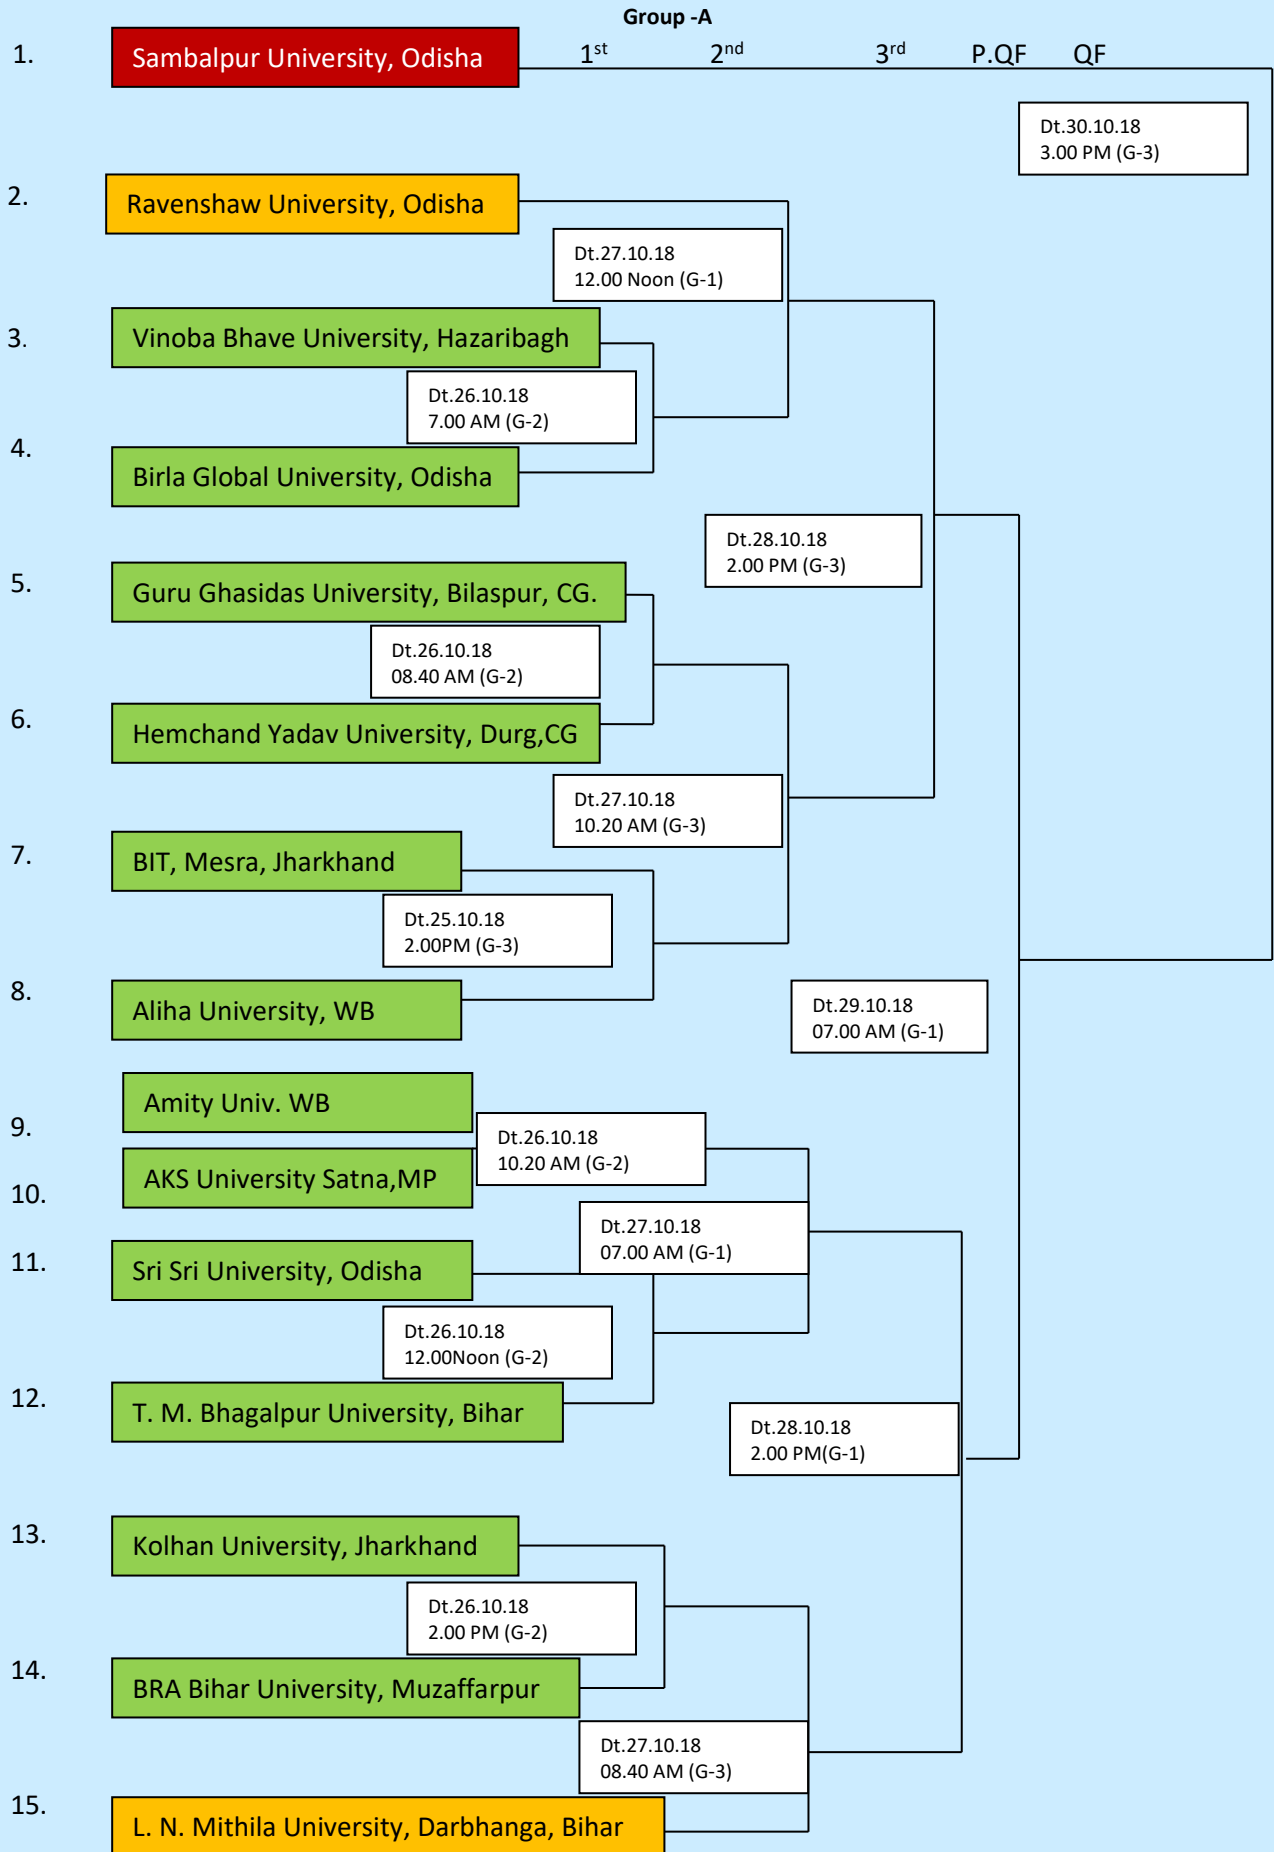 Group -A
1st 2nd 3rd P.QF QF
1. Sambalpur University, Odisha
Dt.30.10.18
3.00 PM (G-3)
2. Ravenshaw University, Odisha
Dt.27.10.18
12.00 Noon (G-1)
3. Vinoba Bhave University, Hazaribagh
Dt.26.10.18
7.00 AM (G-2)
4. Birla Global University, Odisha
Dt.28.10.18
2.00 PM (G-3)
5. Guru Ghasidas University, Bilaspur, CG.
Dt.26.10.18
08.40 AM (G-2)
6. Hemchand Yadav University, Durg,CG
Dt.27.10.18
10.20 AM (G-3)
7. BIT, Mesra, Jharkhand
Dt.25.10.18
2.00PM (G-3)
8. Aliha University, WB
Dt.29.10.18
07.00 AM (G-1)
9. Amity Univ. WB
Dt.26.10.18
10.20 AM (G-2)
10. AKS University Satna,MP
Dt.27.10.18
07.00 AM (G-1)
11. Sri Sri University, Odisha
Dt.26.10.18
12.00Noon (G-2)
12. T. M. Bhagalpur University, Bihar
Dt.28.10.18
2.00 PM(G-1)
13. Kolhan University, Jharkhand
Dt.26.10.18
2.00 PM (G-2)
14. BRA Bihar University, Muzaffarpur
Dt.27.10.18
08.40 AM (G-3)
15. L. N. Mithila University, Darbhanga, Bihar